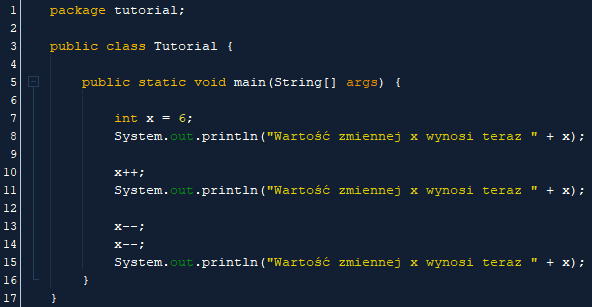 1 package tutorial;
2
3 public class Tutorial {
4
5 public static void main(String[] args) {
6
7 int x = 6;
8 System.out.println("Wartość zmiennej x wynosi teraz " + x);
9
10 x++;
11 System.out.println("Wartość zmiennej x wynosi teraz " + x);
12
13 x--;
14 x--;
15 System.out.println("Wartość zmiennej x wynosi teraz " + x);
16 }
17 }